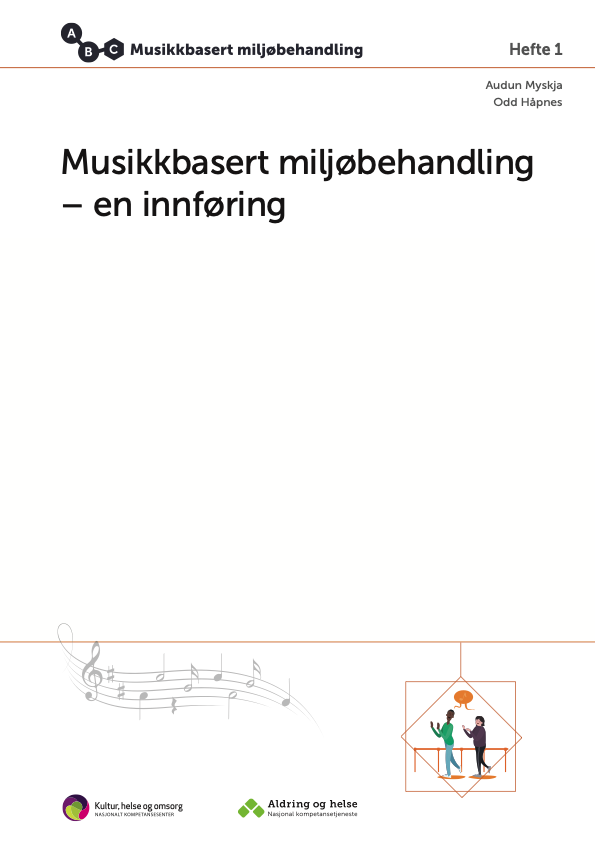 A
B
C
Musikkbasert miljøbehandling
Hefte 1
Audun Myskja
Odd Håpnes
Musikkbasert miljøbehandling
– en innføring
Kultur, helse og omsorg
NASJONALT KOMPETANSESENTER
Aldring og helse
Nasjonal kompetansetjeneste